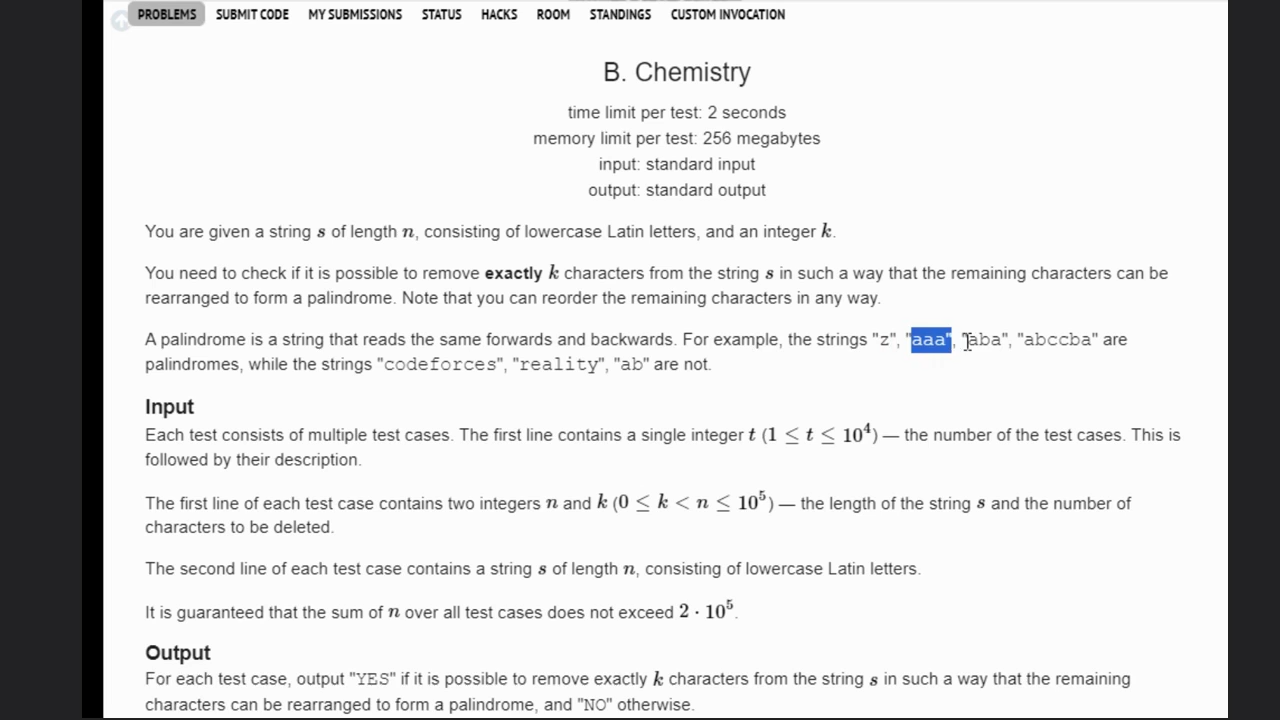 PROBLEMS SUBMIT CODE MY SUBMISSIONS STATUS HACKS ROOM STANDINGS CUSTOM INVOCATION
B. Chemistry
time limit per test: 2 seconds
memory limit per test: 256 megabytes
input: standard input
output: standard output
You are given a string s of length n, consisting of lowercase Latin letters, and an integer k.
You need to check if it is possible to remove exactly k characters from the string s in such a way that the remaining characters can be
rearranged to form a palindrome. Note that you can reorder the remaining characters in any way.
A palindrome is a string that reads the same forwards and backwards. For example, the strings "z", "aaa", "aba", "abccba" are
palindromes, while the strings "codeforces", "reality", "ab" are not.
Input
Each test consists of multiple test cases. The first line contains a single integer t (1 ≤ t ≤ 10⁴) — the number of the test cases. This is
followed by their description.
The first line of each test case contains two integers n and k (0 ≤ k < n ≤ 10⁵) — the length of the string s and the number of
characters to be deleted.
The second line of each test case contains a string s of length n, consisting of lowercase Latin letters.
It is guaranteed that the sum of n over all test cases does not exceed 2 · 10⁵.
Output
For each test case, output "YES" if it is possible to remove exactly k characters from the string s in such a way that the remaining
characters can be rearranged to form a palindrome, and "NO" otherwise.